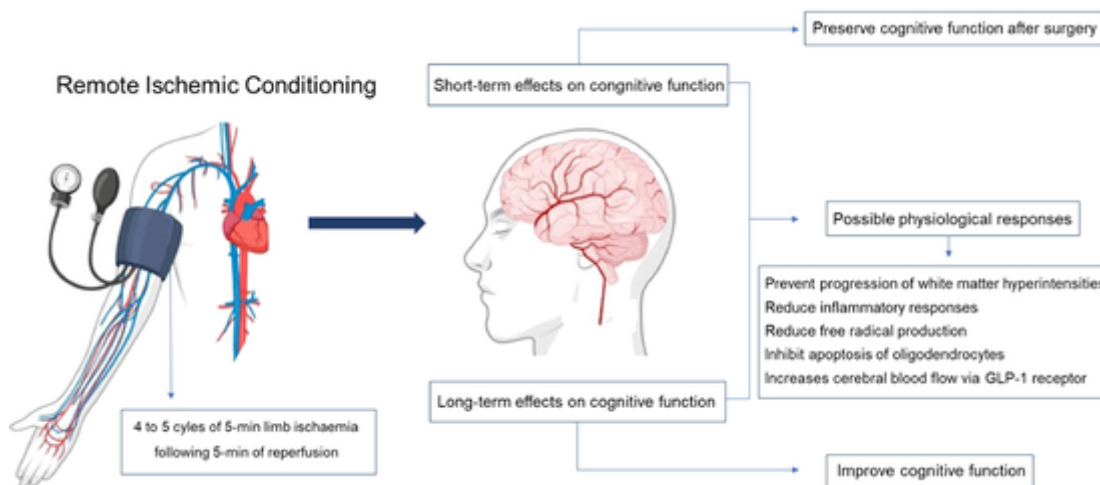 Preserve cognitive function after surgery
Remote Ischemic Conditioning
Short-term effects on congnitive function
Possible physiological responses
Prevent progression of white matter hyperintensities
Reduce inflammatory responses
Reduce free radical production
Inhibit apoptosis of oligodendrocytes
Increases cerebral blood flow via GLP-1 receptor
Long-term effects on cognitive function
4 to 5 cyles of 5-min limb ischaemia
following 5-min of reperfusion
Improve cognitive function